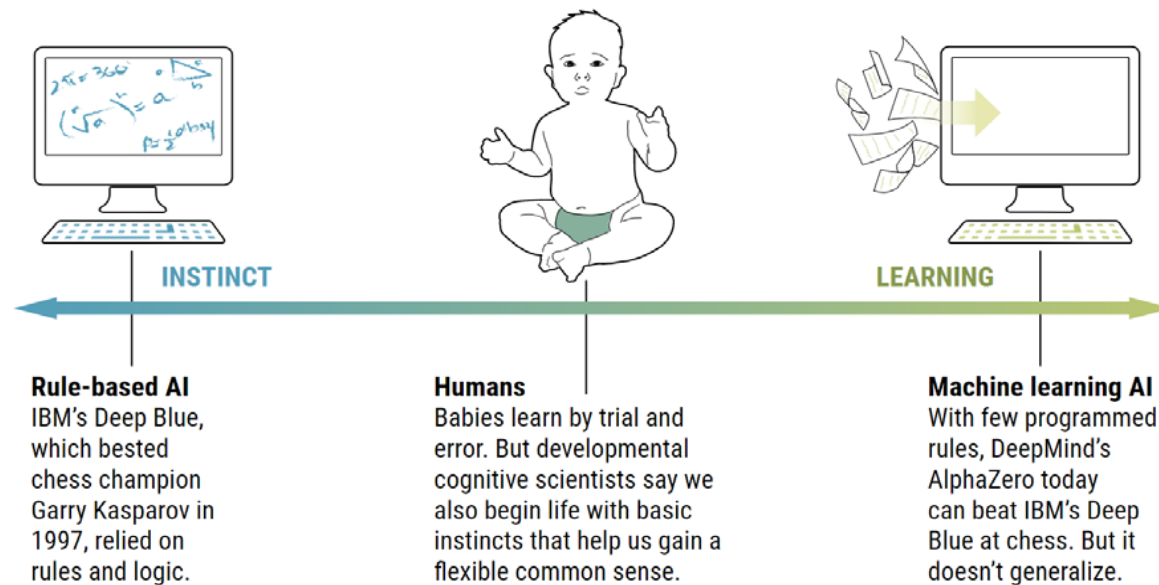 2π = 360°
(√a)ⁿ = a
b
INSTINCT
LEARNING
Rule-based AI
IBM's Deep Blue,
which bested
chess champion
Garry Kasparov in
1997, relied on
rules and logic.
Humans
Babies learn by trial and
error. But developmental
cognitive scientists say we
also begin life with basic
instincts that help us gain a
flexible common sense.
Machine learning AI
With few programmed
rules, DeepMind's
AlphaZero today
can beat IBM's Deep
Blue at chess. But it
doesn't generalize.